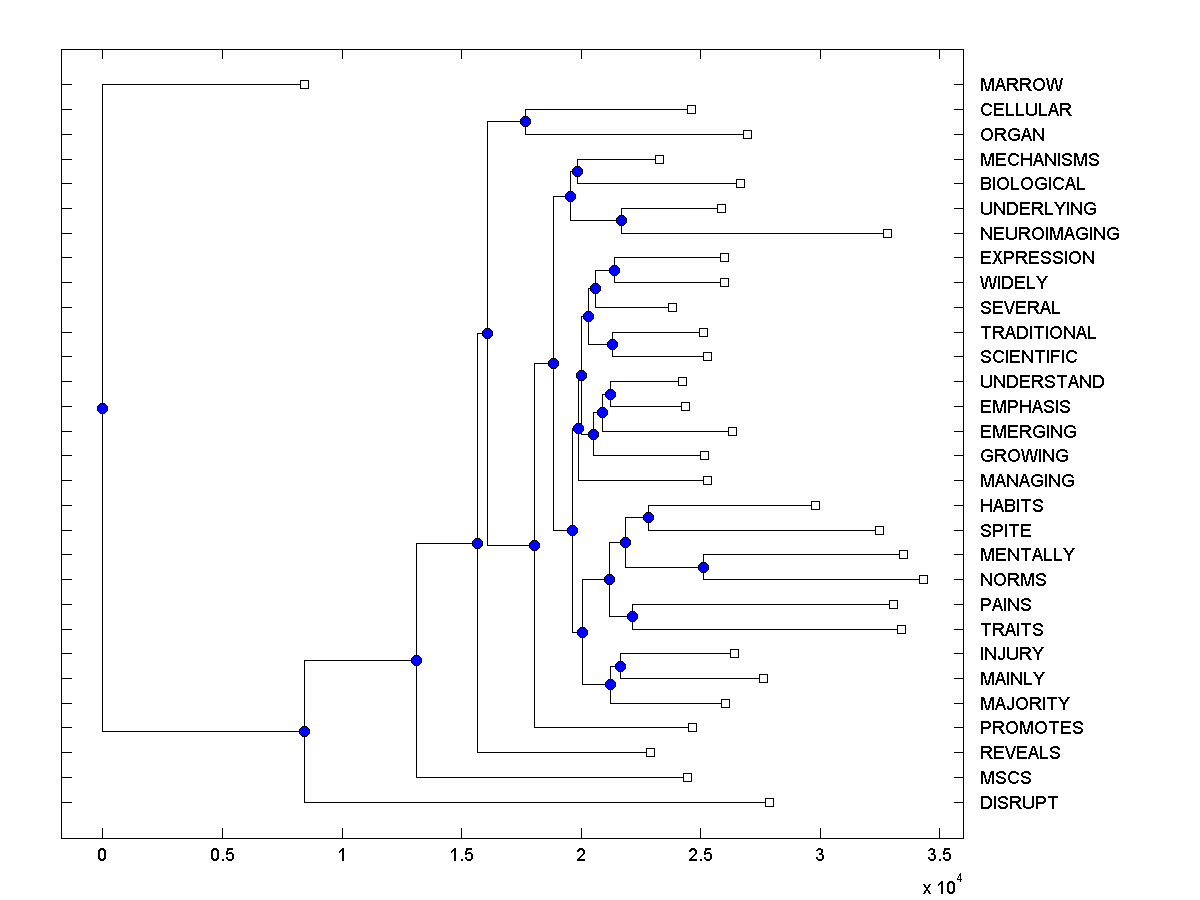 MARROW
CELLULAR
ORGAN
MECHANISMS
BIOLOGICAL
UNDERLYING
NEUROIMAGING
EXPRESSION
WIDELY
SEVERAL
TRADITIONAL
SCIENTIFIC
UNDERSTAND
EMPHASIS
EMERGING
GROWING
MANAGING
HABITS
SPITE
MENTALLY
NORMS
PAINS
TRAITS
INJURY
MAINLY
MAJORITY
PROMOTES
REVEALS
MSCS
DISRUPT
0 0.5 1 1.5 2 2.5 3 3.5
x 10^4